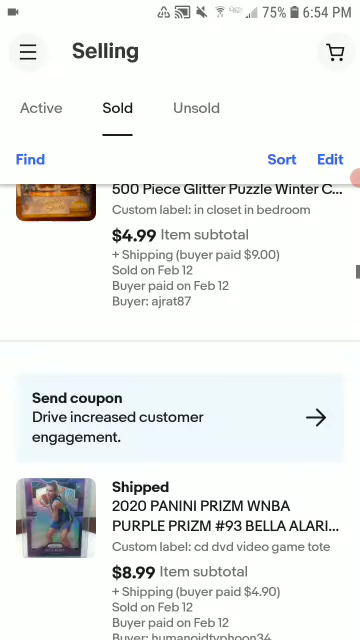 75% 6:54 PM
Selling
Active Sold Unsold
Find Sort Edit
500 Piece Glitter Puzzle Winter C...
Custom label: in closet in bedroom
$4.99 Item subtotal
+ Shipping (buyer paid $9.00)
Sold on Feb 12
Buyer paid on Feb 12
Buyer: ajrat87
Send coupon
Drive increased customer
engagement.
Shipped
2020 PANINI PRIZM WNBA
PURPLE PRIZM #93 BELLA ALARI...
Custom label: cd dvd video game tote
$8.99 Item subtotal
+ Shipping (buyer paid $4.90)
Sold on Feb 12
Buyer paid on Feb 12
Buyer: humanoidtyphoon34